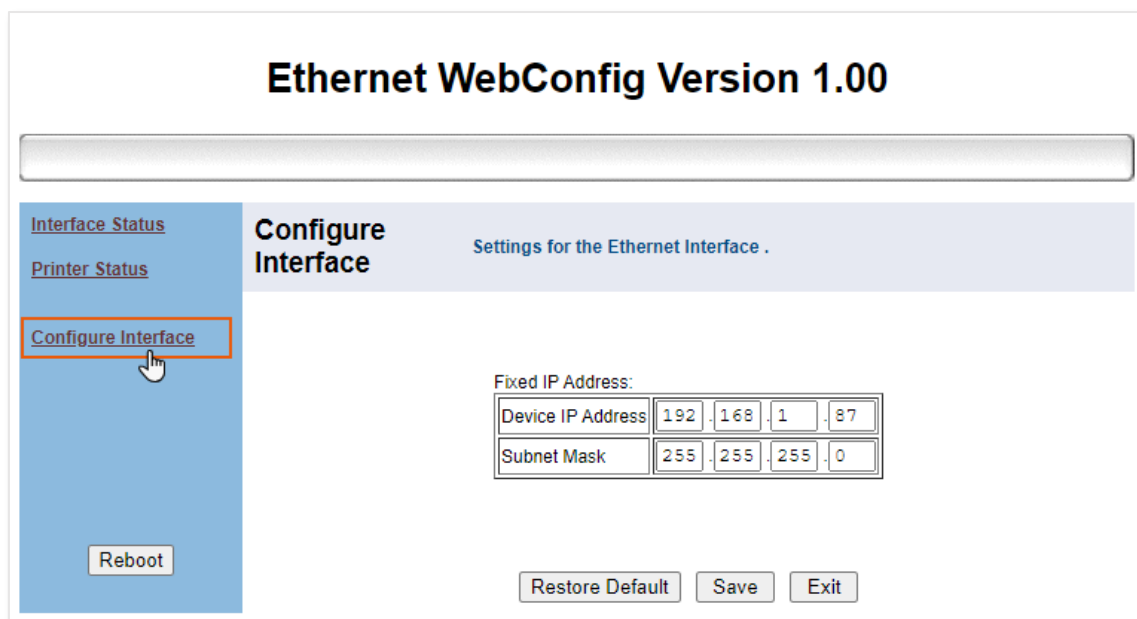 Ethernet WebConfig Version 1.00
Interface Status
Printer Status
Configure Interface
Reboot
Configure
Interface
Settings for the Ethernet Interface .
Fixed IP Address:
Device IP Address 192 .168 .1 .87
Subnet Mask 255 .255 .255 .0
Restore Default Save Exit